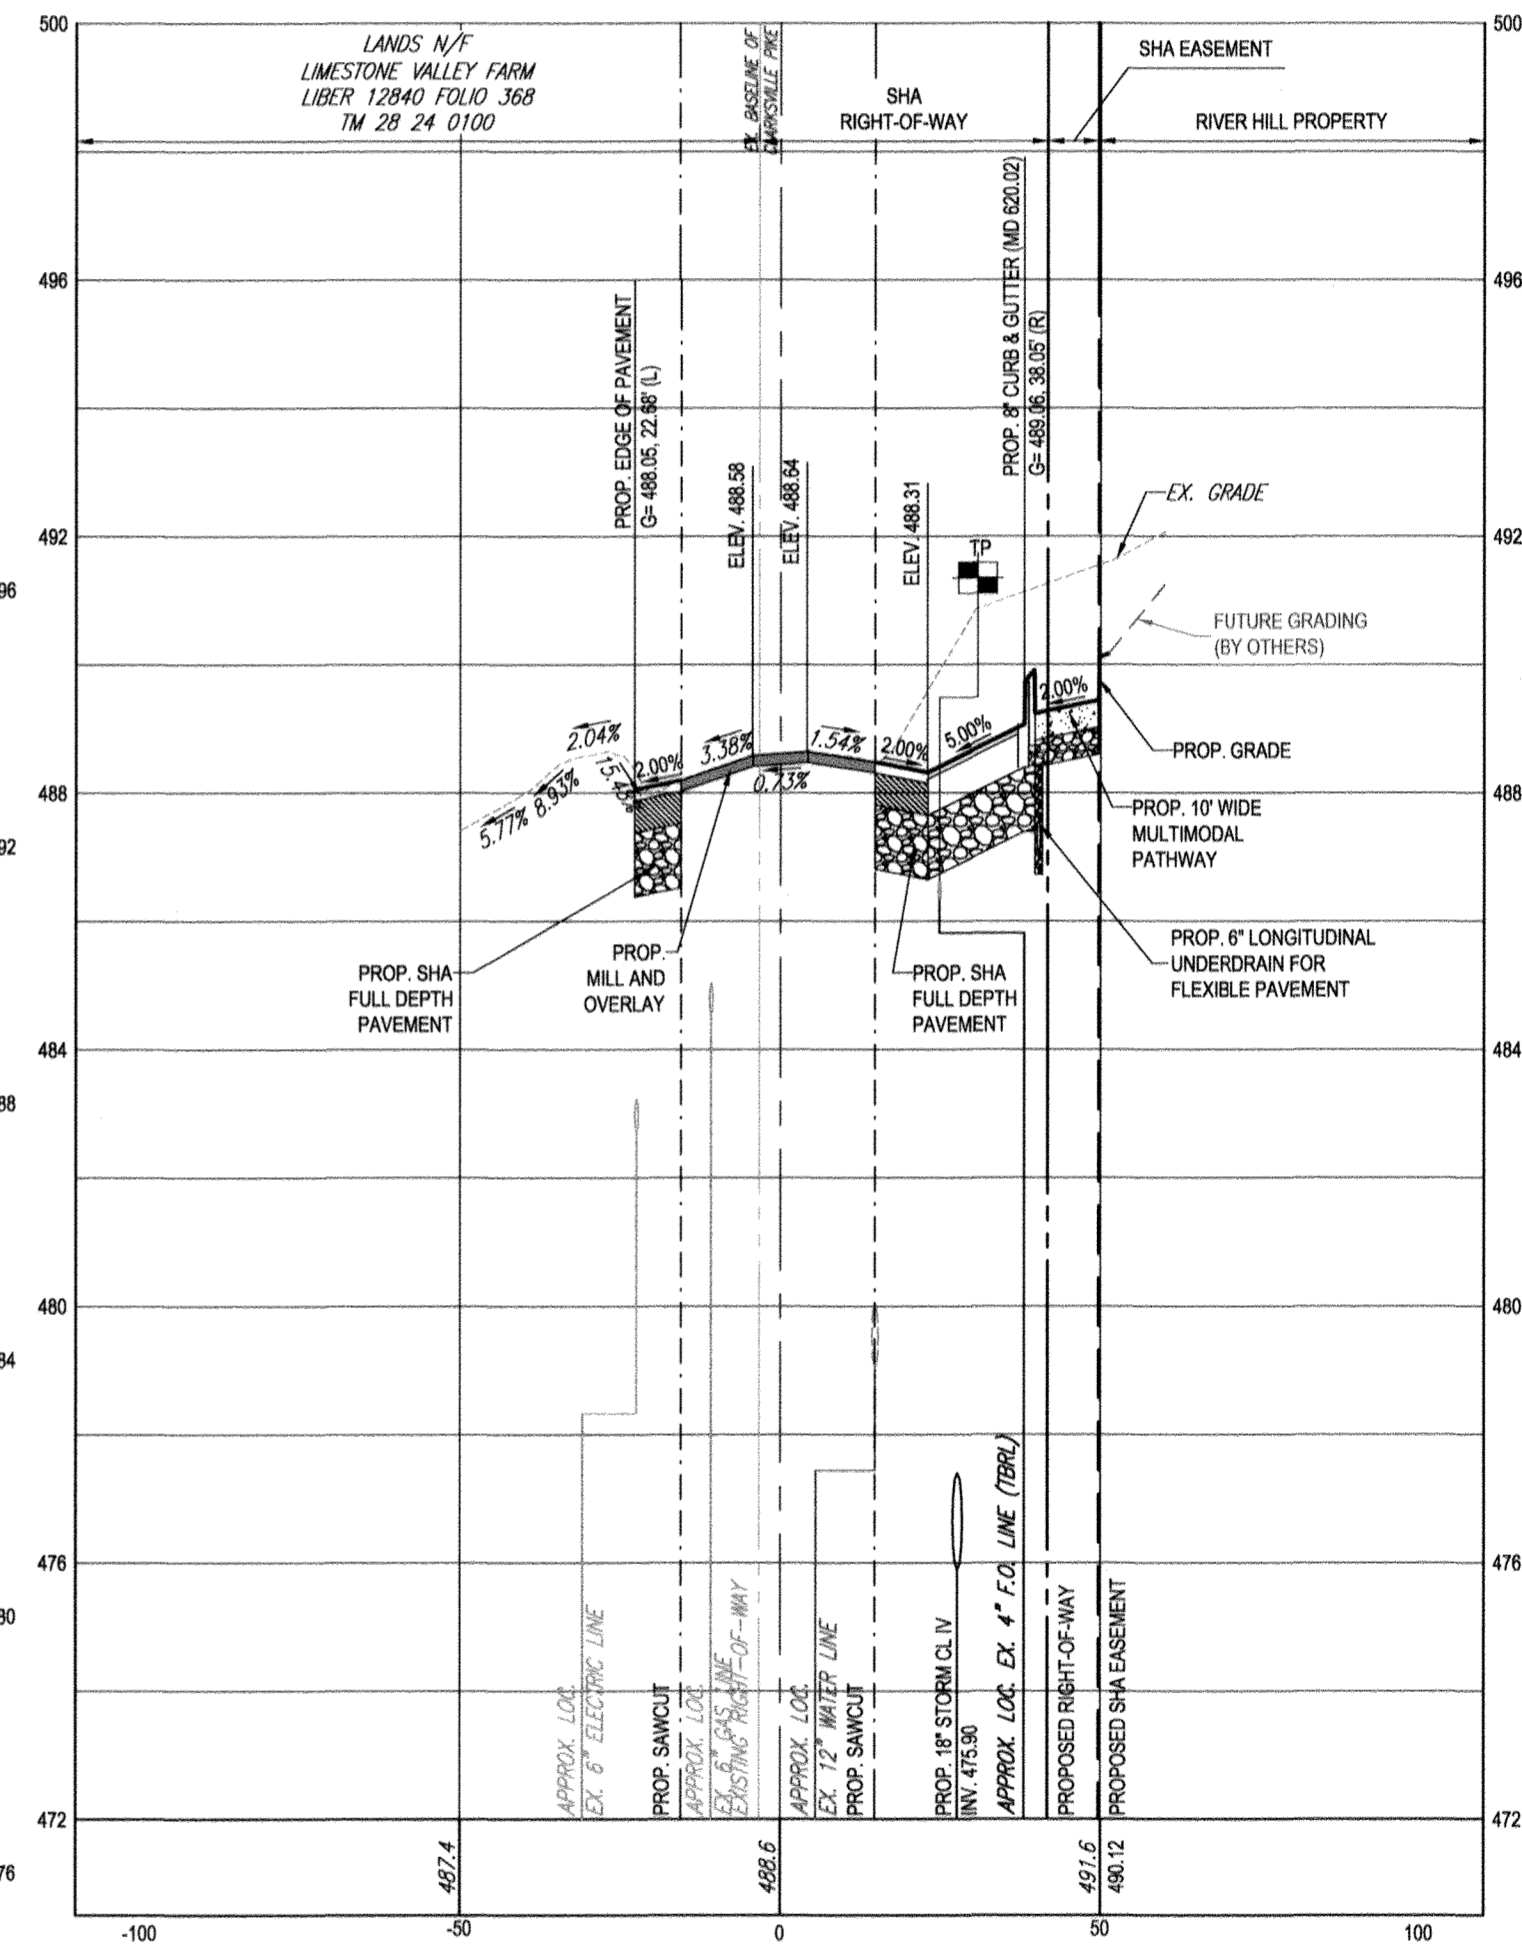 500
500
LANDS N/F
LIMESTONE VALLEY FARM
LIBER 12840 FOLIO 368
TM 28 24 0100
EX. BASELINE OF
CLARKSVILLE PIKE
SHA
RIGHT-OF-WAY
SHA EASEMENT
RIVER HILL PROPERTY
496
496
PROP. EDGE OF PAVEMENT
G= 488.05, 22.68' (L)
ELEV. 488.58
ELEV. 488.64
ELEV. 488.31
PROP. 8" CURB & GUTTER (MD 620.02)
G= 489.06, 38.05' (R)
TP
EX. GRADE
492
492
96
FUTURE GRADING
(BY OTHERS)
2.04%
2.00%
3.38%
1.54%
2.00%
5.00%
2.00%
PROP. GRADE
488
488
5.77%
8.93%
0.73%
92
PROP. 10' WIDE
MULTIMODAL
PATHWAY
PROP. SHA
FULL DEPTH
PAVEMENT
PROP.
MILL AND
OVERLAY
PROP. SHA
FULL DEPTH
PAVEMENT
PROP. 6" LONGITUDINAL
UNDERDRAIN FOR
FLEXIBLE PAVEMENT
484
484
88
480
480
84
476
476
80
APPROX. LOC.
EX. 6" ELECTRIC LINE
PROP. SAWCUT
APPROX. LOC.
EX. 6" GAS LINE
EXISTING RIGHT-OF-WAY
APPROX. LOC.
EX. 12" WATER LINE
PROP. SAWCUT
PROP. 18" STORM CL IV
INV. 475.90
APPROX. LOC. EX. 4" F.O. LINE (TBRL)
PROPOSED RIGHT-OF-WAY
PROPOSED SHA EASEMENT
472
472
76
487.4
488.6
491.6
490.12
-100
-50
0
50
100